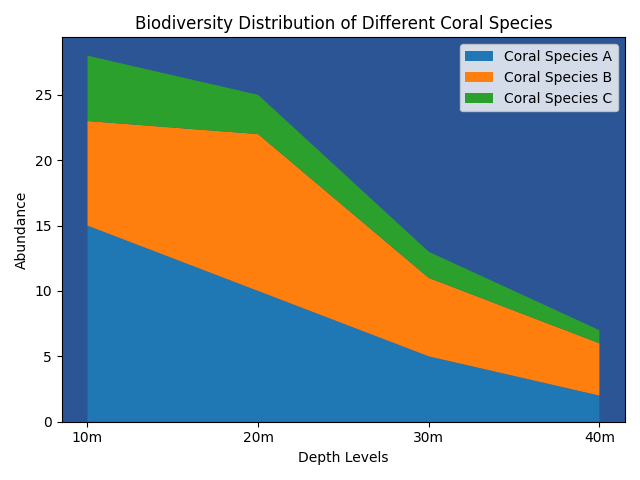 Biodiversity Distribution of Different Coral Species
Coral Species A
Coral Species B
Coral Species C
25
20
15
10
5
0
Abundance
10m
20m
30m
40m
Depth Levels